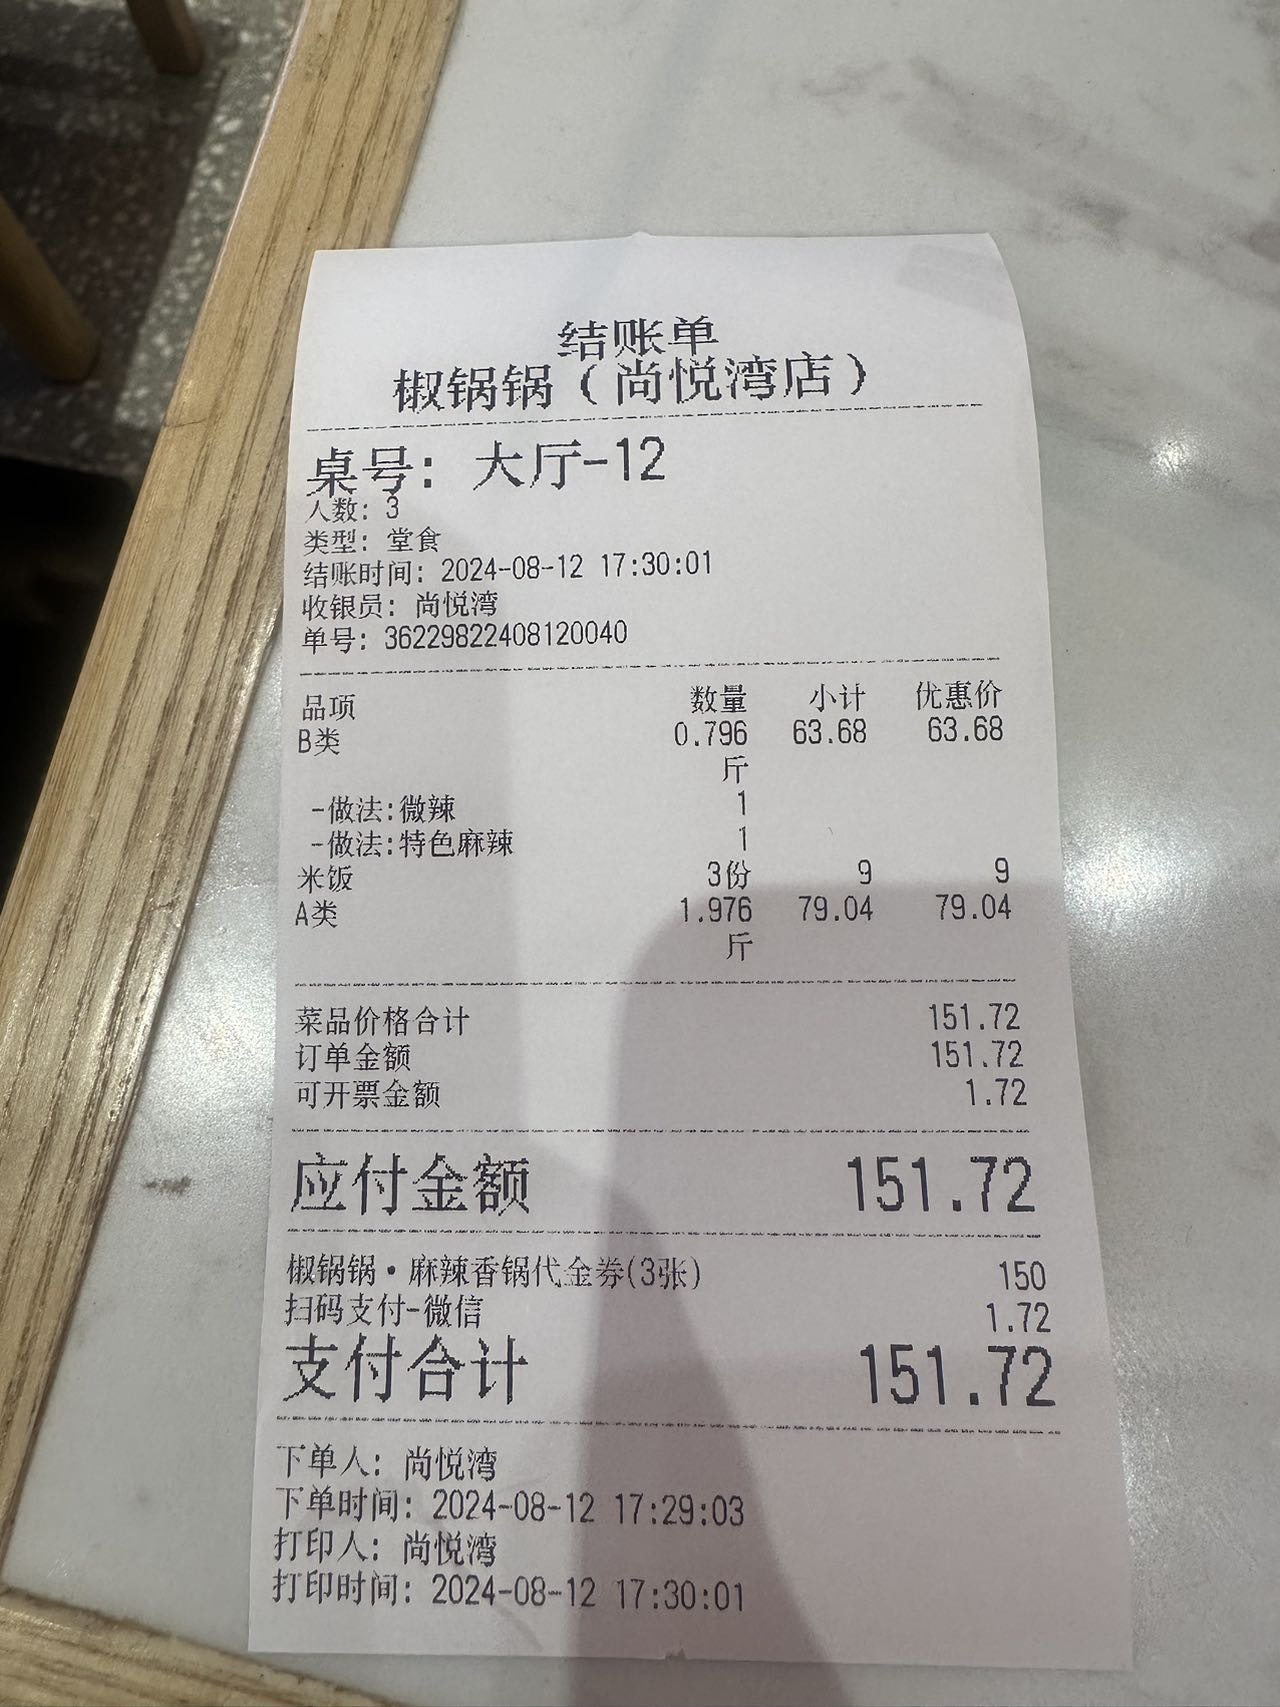 结账单
椒锅锅（尚悦湾店）
桌号: 大厅-12
人数: 3
类型: 堂食
结账时间: 2024-08-12 17:30:01
收银员: 尚悦湾
单号: 36229822408120040
品项 数量 小计 优惠价
B类 0.796 63.68 63.68
斤
-做法:微辣 1
-做法:特色麻辣 1
米饭 3份 9 9
A类 1.976 79.04 79.04
斤
菜品价格合计 151.72
订单金额 151.72
可开票金额 1.72
应付金额 151.72
椒锅锅•麻辣香锅代金券(3张) 150
扫码支付-微信 1.72
支付合计 151.72
下单人: 尚悦湾
下单时间: 2024-08-12 17:29:03
打印人: 尚悦湾
打印时间: 2024-08-12 17:30:01